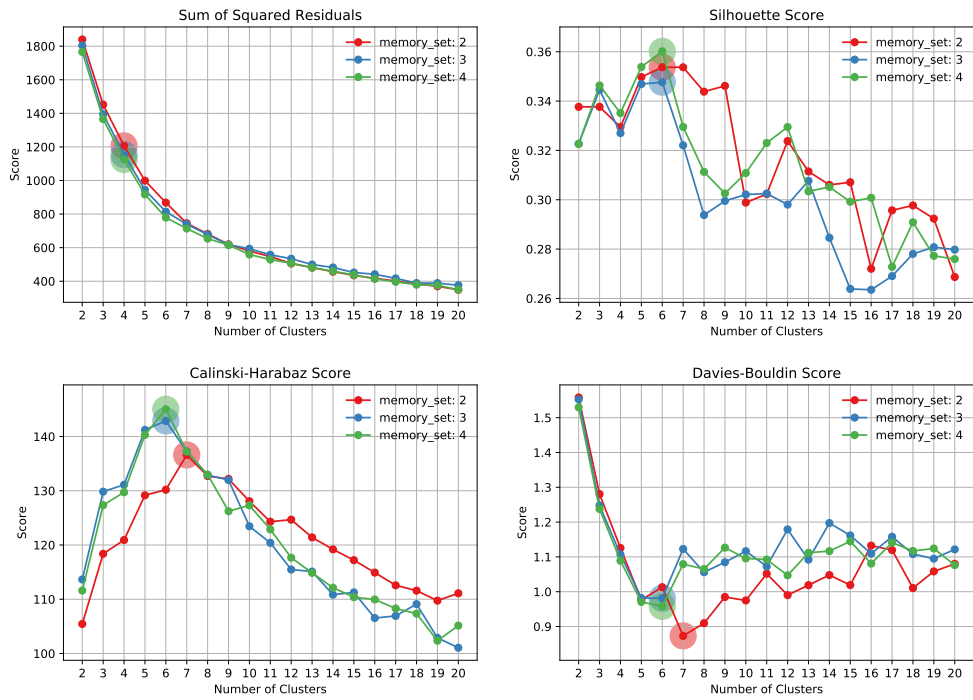 Sum of Squared Residuals
1800
1600
1400
1200
1000
800
600
400
Score
memory_set: 2
memory_set: 3
memory_set: 4
2 3 4 5 6 7 8 9 10 11 12 13 14 15 16 17 18 19 20
Number of Clusters
Silhouette Score
0.36
0.34
0.32
0.30
0.28
0.26
Score
memory_set: 2
memory_set: 3
memory_set: 4
2 3 4 5 6 7 8 9 10 11 12 13 14 15 16 17 18 19 20
Number of Clusters
Calinski-Harabaz Score
140
130
120
110
100
Score
memory_set: 2
memory_set: 3
memory_set: 4
2 3 4 5 6 7 8 9 10 11 12 13 14 15 16 17 18 19 20
Number of Clusters
Davies-Bouldin Score
1.5
1.4
1.3
1.2
1.1
1.0
0.9
Score
memory_set: 2
memory_set: 3
memory_set: 4
2 3 4 5 6 7 8 9 10 11 12 13 14 15 16 17 18 19 20
Number of Clusters